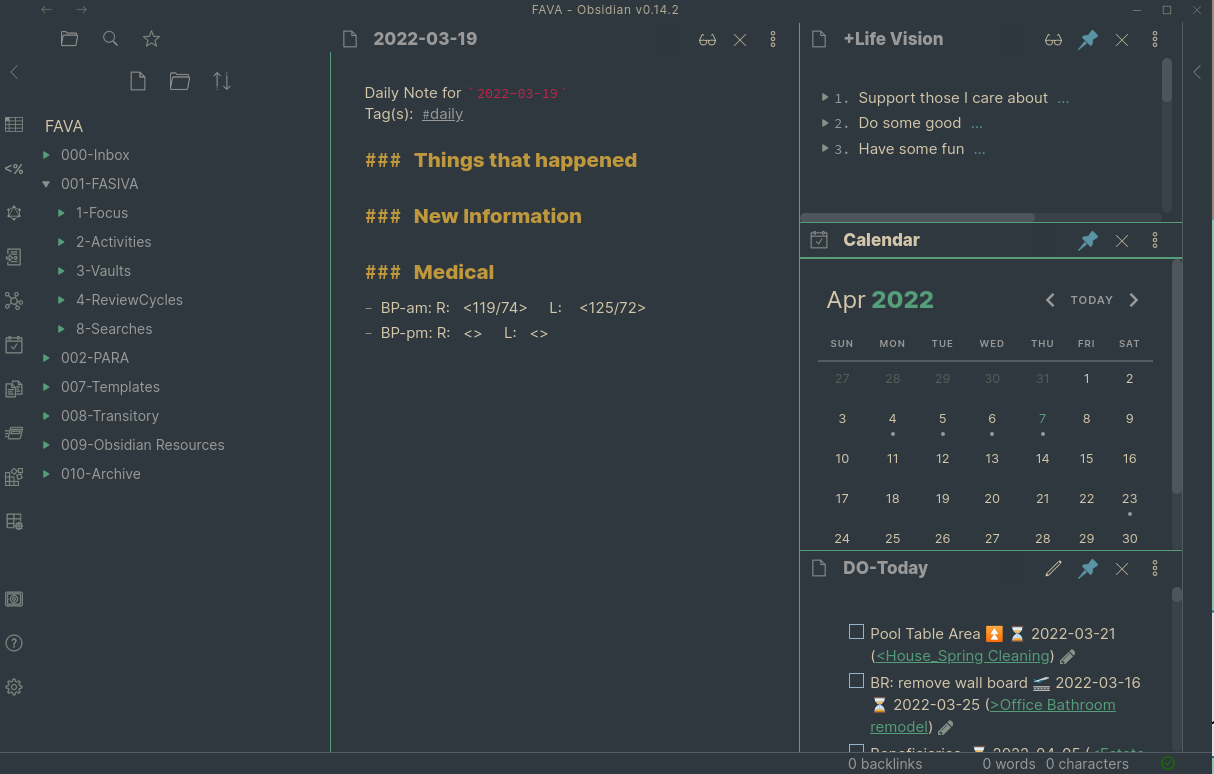 FAVA - Obsidian v0.14.2
2022-03-19
+Life Vision
FAVA
000-Inbox
001-FASIVA
1-Focus
2-Activities
3-Vaults
4-ReviewCycles
8-Searches
002-PARA
007-Templates
008-Transitory
009-Obsidian Resources
010-Archive
<%
Daily Note for `2022-03-19`
Tag(s): #daily
### Things that happened
### New Information
### Medical
- BP-am: R: <119/74> L: <125/72>
- BP-pm: R: <> L: <>
1. Support those I care about ...
2. Do some good ...
3. Have some fun ...
Calendar
Apr 2022 TODAY
SUN MON TUE WED THU FRI SAT
27 28 29 30 31 1 2
3 4 5 6 7 8 9
10 11 12 13 14 15 16
17 18 19 20 21 22 23
24 25 26 27 28 29 30
DO-Today
Pool Table Area ⏫ ⏳ 2022-03-21
(<House_Spring Cleaning) 
BR: remove wall board 🛫 2022-03-16
⏳ 2022-03-25 (>Office Bathroom
remodel)
Beneficiaries ⏳ 2022-04-05 (<Estate
0 backlinks 0 words 0 characters